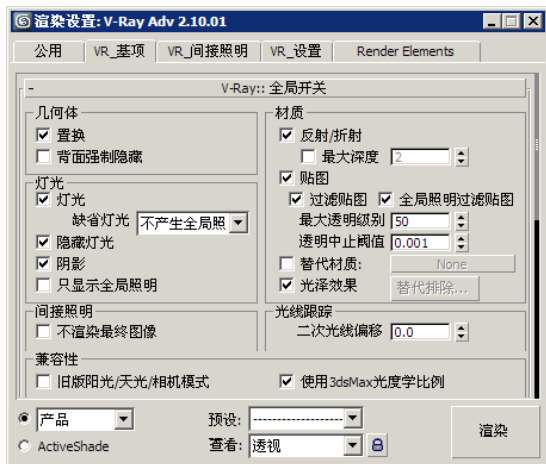 渲染设置: V-Ray Adv 2.10.01
公用 VR_基项 VR_间接照明 VR_设置 Render Elements
- V-Ray:: 全局开关
几何体
置换
背面强制隐藏
灯光
灯光
缺省灯光 不产生全局照
隐藏灯光
阴影
只显示全局照明
材质
反射/折射
最大深度 2
贴图
过滤贴图 全局照明过滤贴图
最大透明级别 50
透明中止阈值 0.001
替代材质: None
光泽效果 替代排除...
间接照明
不渲染最终图像
光线跟踪
二次光线偏移 0.0
兼容性
旧版阳光/天光/相机模式 使用3dsMax光度学比例
产品 预设: --------------------
ActiveShade 查看: 透视
渲染